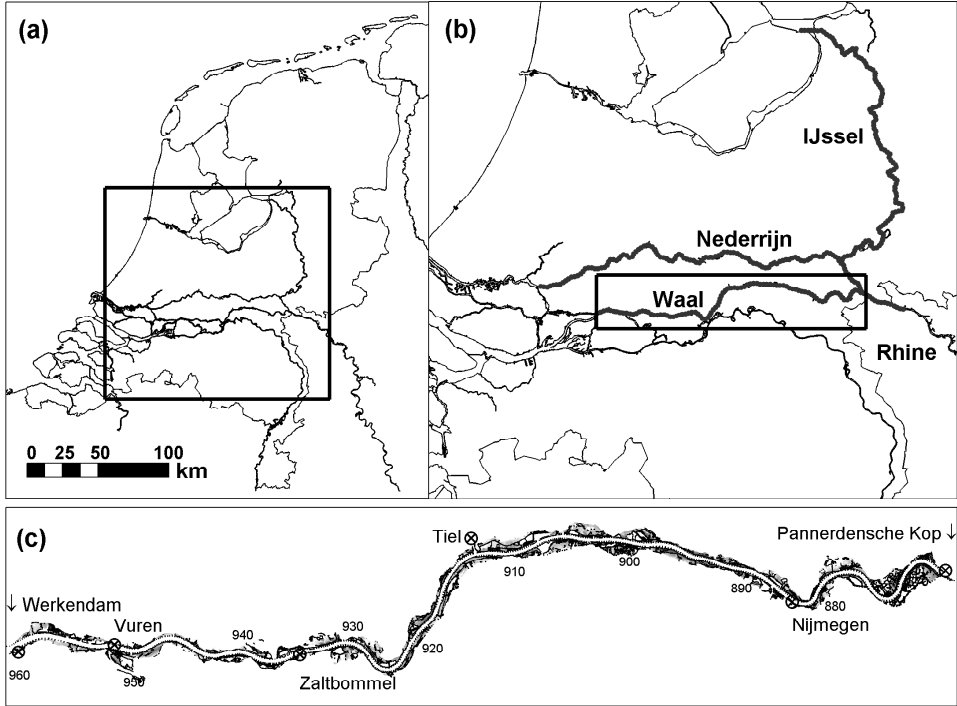 (a)
0 25 50 100
km
(b)
IJssel
Nederrijn
Waal
Rhine
(c)
Tiel
Pannerdensche Kop ↓
910
900
890
880
Nijmegen
↓ Werkendam
Vuren
940
930
920
960
950
Zaltbommel